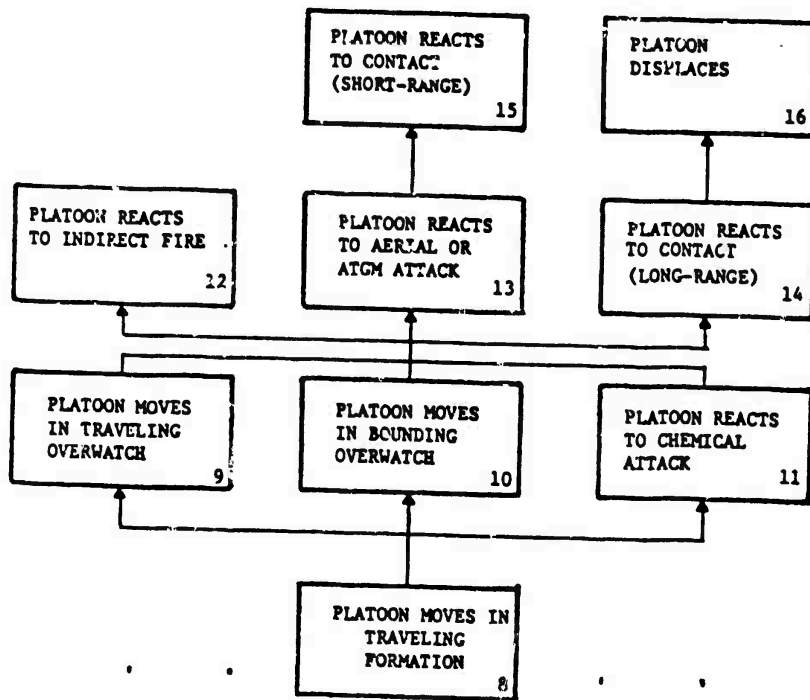 PLATOON REACTS
TO CONTACT
(SHORT-RANGE)
15
PLATOON
DISPLACES
16
PLATOON REACTS
TO INDIRECT FIRE
12
PLATOON REACTS
TO AERIAL OR
ATGM ATTACK
13
PLATOON REACTS
TO CONTACT
(LONG-RANGE)
14
PLATOON MOVES
IN TRAVELING
OVERWATCH
9
PLATOON MOVES
IN BOUNDING
OVERWATCH
10
PLATOON REACTS
TO CHEMICAL
ATTACK
11
PLATOON MOVES IN
TRAVELING
FORMATION
8